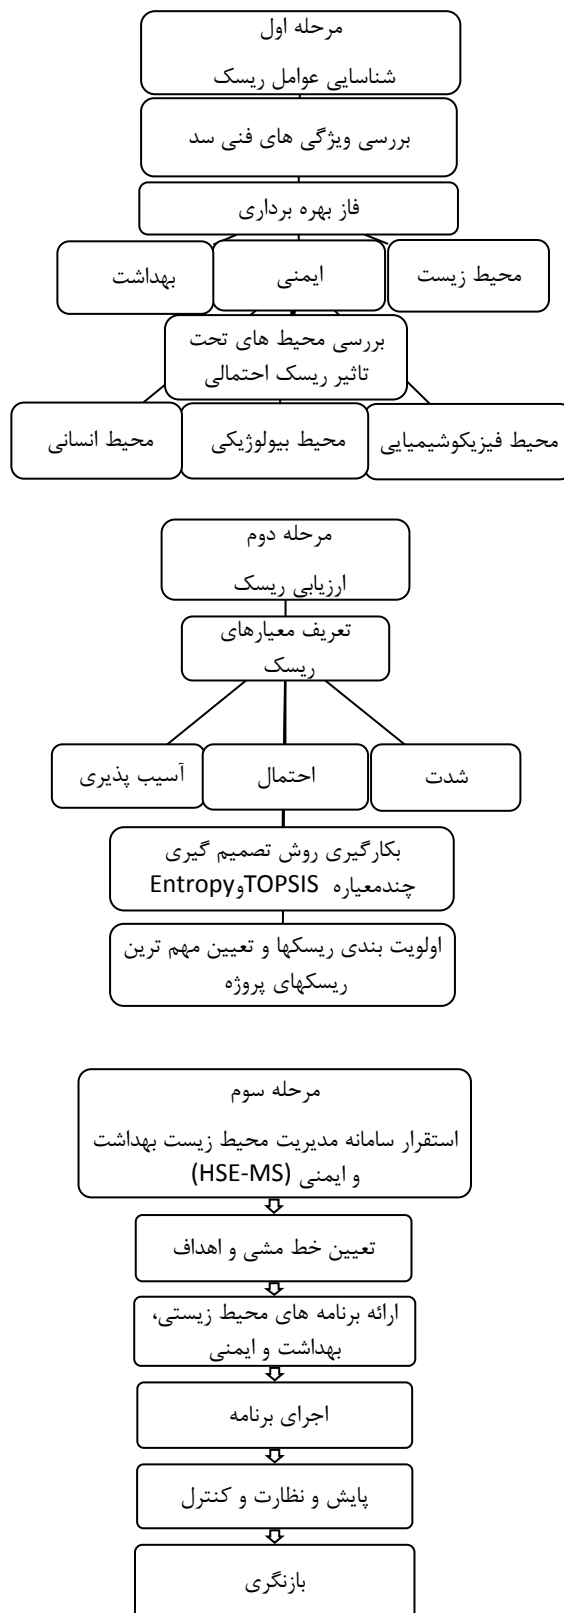 مرحله اول
شناسایی عوامل ریسک
بررسی ویژگی های فنی سد
فاز بهره برداری
محیط زیست
ایمنی
بهداشت
بررسی محیط های تحت
تاثیر ریسک احتمالی
محیط فیزیکوشیمیایی
محیط بیولوژیکی
محیط انسانی
مرحله دوم
ارزیابی ریسک
تعریف معیارهای
ریسک
شدت
احتمال
آسیب پذیری
بکارگیری روش تصمیم گیری
چندمعیاره TOPSISوEntropy
اولویت بندی ریسکها و تعیین مهم ترین
ریسکهای پروژه
مرحله سوم
استقرار سامانه مدیریت محیط زیست بهداشت
و ایمنی (HSE-MS)
تعیین خط مشی و اهداف
ارائه برنامه های محیط زیستی،
بهداشت و ایمنی
اجرای برنامه
پایش و نظارت و کنترل
بازنگری